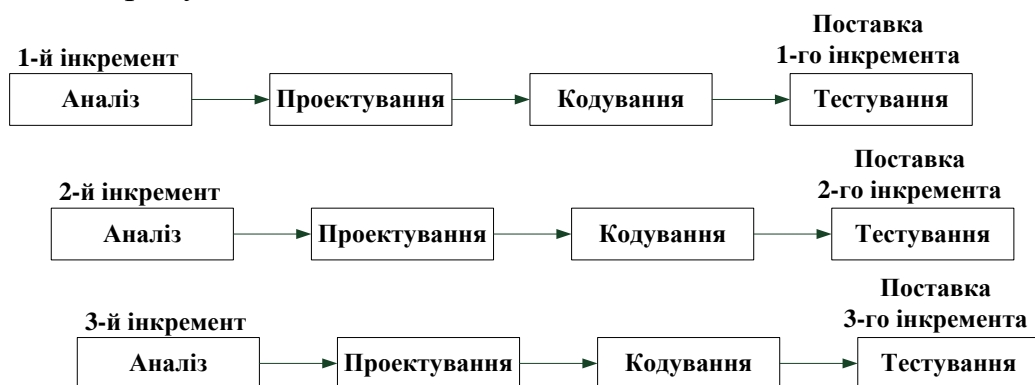 Поставка
1-й інкремент 1-го інкремента
Аналіз Проектування Кодування Тестування
Поставка
2-й інкремент 2-го інкремента
Аналіз Проектування Кодування Тестування
Поставка
3-й інкремент 3-го інкремента
Аналіз Проектування Кодування Тестування